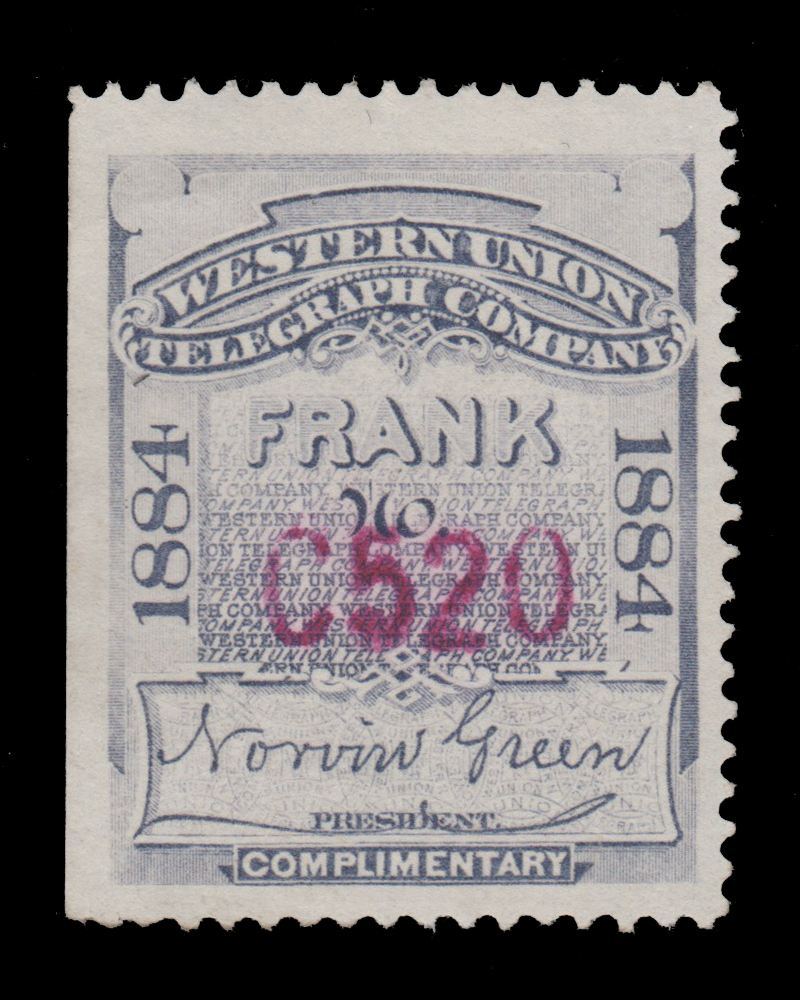 WESTERN UNION
TELEGRAPH COMPANY
FRANK
1884
1884
No.
C520
Norvin Green
PRESIDENT.
COMPLIMENTARY